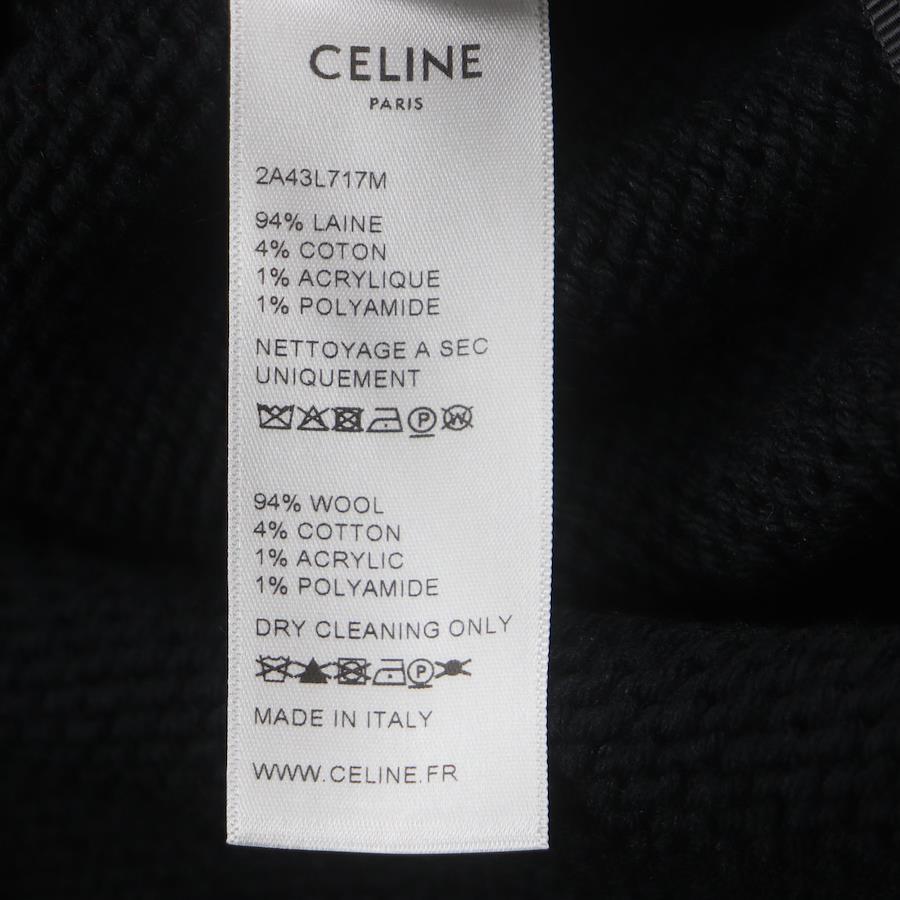 CELINE
PARIS
2A43L717M
94% LAINE
4% COTON
1% ACRYLIQUE
1% POLYAMIDE
NETTOYAGE A SEC
UNIQUEMENT
P W
94% WOOL
4% COTTON
1% ACRYLIC
1% POLYAMIDE
DRY CLEANING ONLY
P
MADE IN ITALY
WWW.CELINE.FR